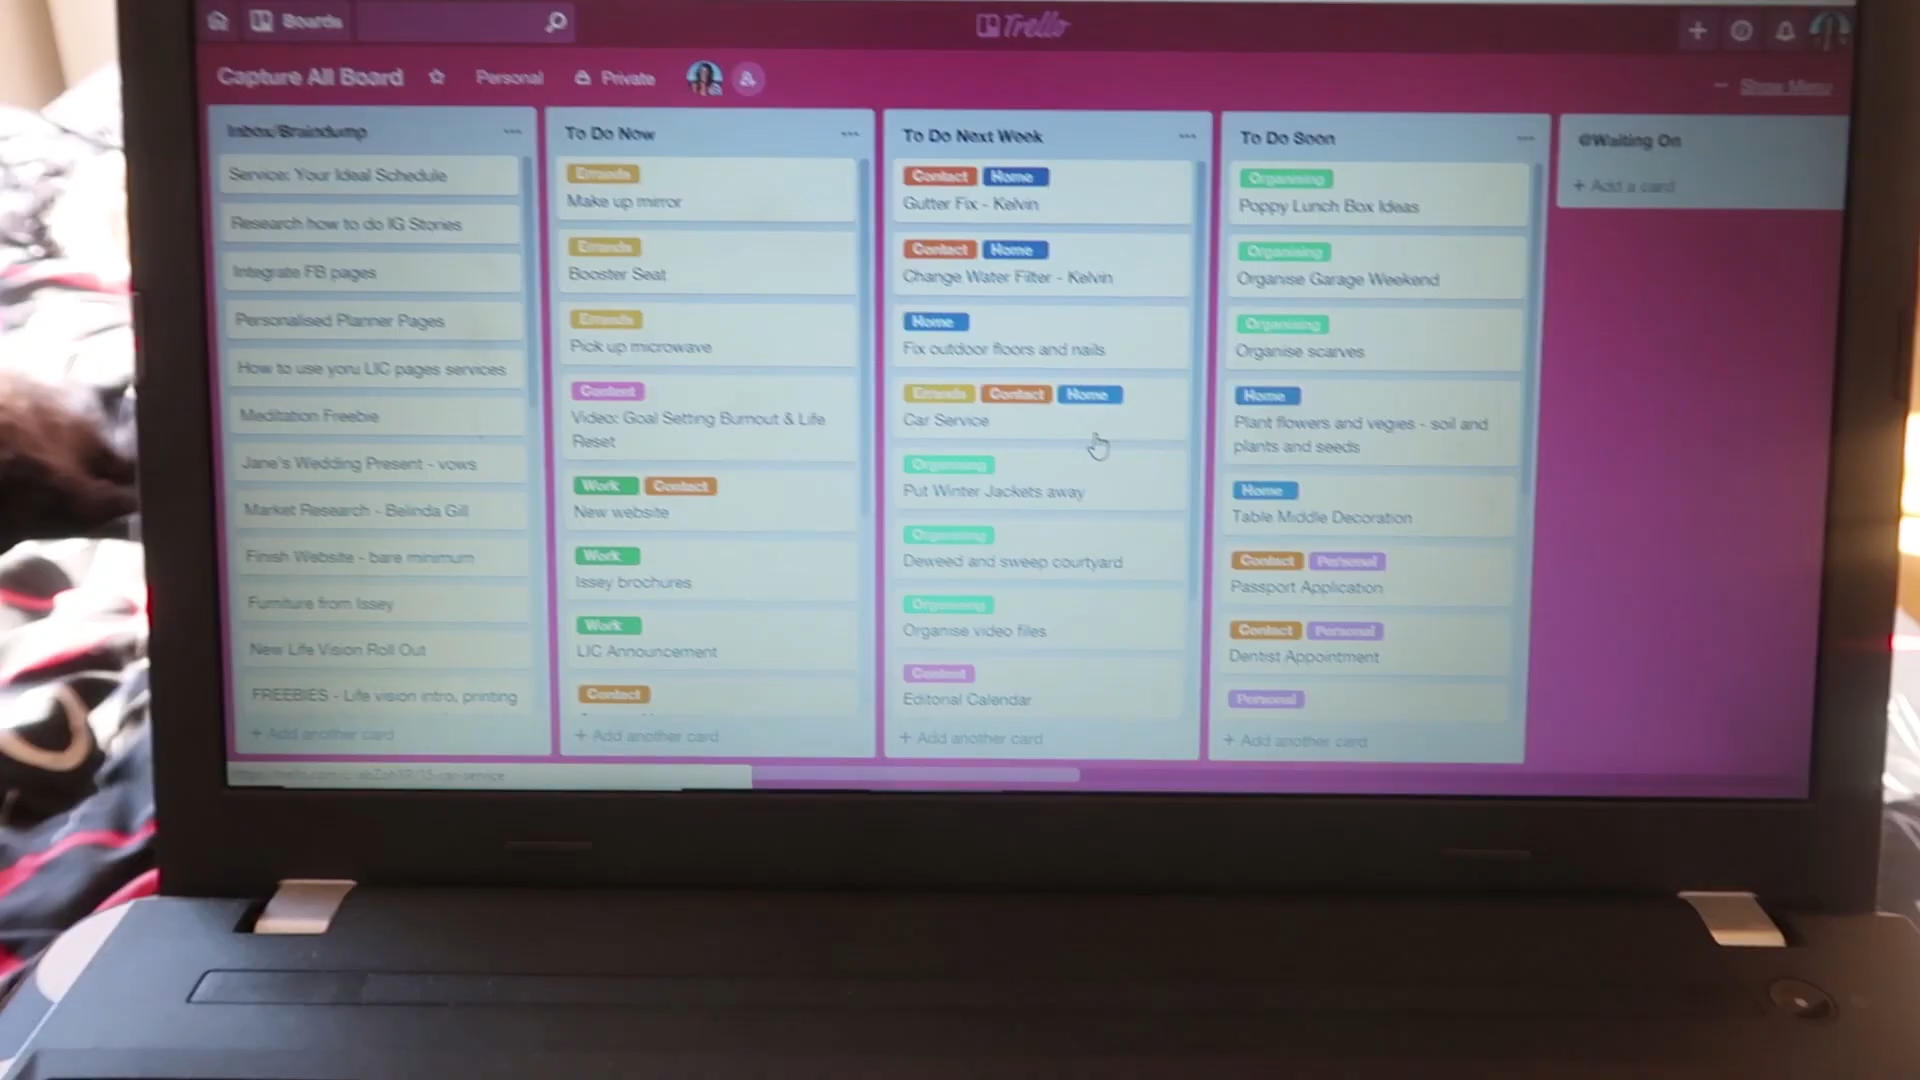 Boards
Trello
Capture All Board
Personal
Private
Show Menu
Inbox/Braindump
Service: Your Ideal Schedule
Research how to do IG Stories
Integrate FB pages
Personalised Planner Pages
How to use yoru LIC pages services
Meditation Freebie
Jane's Wedding Present - vows
Market Research - Belinda Gill
Finish Website - bare minimum
Furniture from Issey
New Life Vision Roll Out
FREEBIES - Life vision intro, printing
+ Add another card
To Do Now
Errands
Make up mirror
Errands
Booster Seat
Errands
Pick up microwave
Content
Video: Goal Setting Burnout & Life
Reset
Work Contact
New website
Work
Issey brochures
Work
LIC Announcement
Contact
+ Add another card
To Do Next Week
Contact Home
Gutter Fix - Kelvin
Contact Home
Change Water Filter - Kelvin
Home
Fix outdoor floors and nails
Errands Contact Home
Car Service
Organising
Put Winter Jackets away
Organising
Deweed and sweep courtyard
Organising
Organise video files
Content
Editorial Calendar
+ Add another card
To Do Soon
Organising
Poppy Lunch Box Ideas
Organising
Organise Garage Weekend
Organising
Organise scarves
Home
Plant flowers and vegies - soil and
plants and seeds
Home
Table Middle Decoration
Contact Personal
Passport Application
Contact Personal
Dentist Appointment
Personal
+ Add another card
@Waiting On
+ Add a card